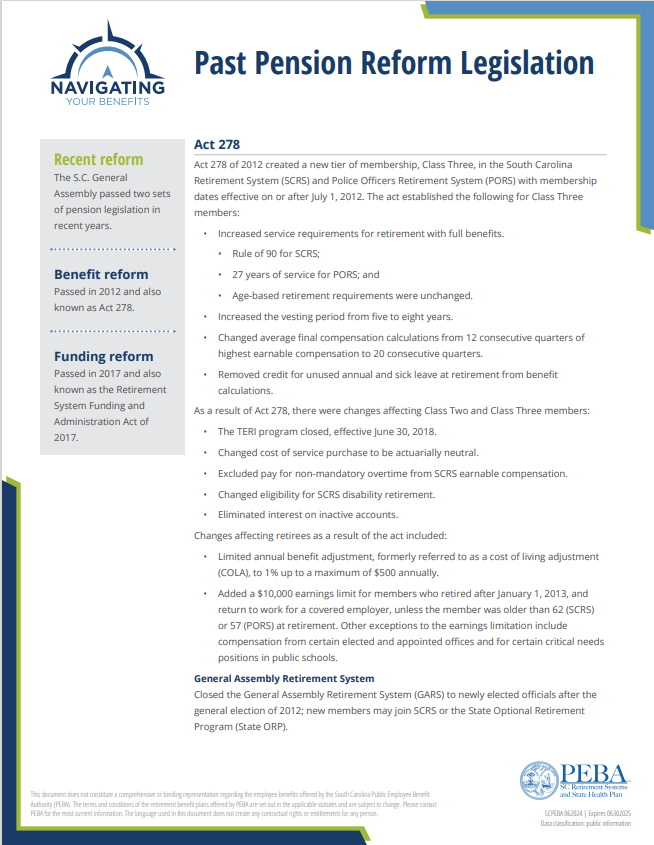 NAVIGATING
YOUR BENEFITS
Past Pension Reform Legislation
Recent reform
The S.C. General
Assembly passed two sets
of pension legislation in
recent years.
Benefit reform
Passed in 2012 and also
known as Act 278.
Funding reform
Passed in 2017 and also
known as the Retirement
System Funding and
Administration Act of
2017.
Act 278
Act 278 of 2012 created a new tier of membership, Class Three, in the South Carolina
Retirement System (SCRS) and Police Officers Retirement System (PORS) with membership
dates effective on or after July 1, 2012. The act established the following for Class Three
members:
• Increased service requirements for retirement with full benefits.
• Rule of 90 for SCRS;
• 27 years of service for PORS; and
• Age-based retirement requirements were unchanged.
• Increased the vesting period from five to eight years.
• Changed average final compensation calculations from 12 consecutive quarters of
highest earnable compensation to 20 consecutive quarters.
• Removed credit for unused annual and sick leave at retirement from benefit
calculations.
As a result of Act 278, there were changes affecting Class Two and Class Three members:
• The TERI program closed, effective June 30, 2018.
• Changed cost of service purchase to be actuarially neutral.
• Excluded pay for non-mandatory overtime from SCRS earnable compensation.
• Changed eligibility for SCRS disability retirement.
• Eliminated interest on inactive accounts.
Changes affecting retirees as a result of the act included:
• Limited annual benefit adjustment, formerly referred to as a cost of living adjustment
(COLA), to 1% up to a maximum of $500 annually.
• Added a $10,000 earnings limit for members who retired after January 1, 2013, and
return to work for a covered employer, unless the member was older than 62 (SCRS)
or 57 (PORS) at retirement. Other exceptions to the earnings limitation include
compensation from certain elected and appointed offices and for certain critical needs
positions in public schools.
General Assembly Retirement System
Closed the General Assembly Retirement System (GARS) to newly elected officials after the
general election of 2012; new members may join SCRS or the State Optional Retirement
Program (State ORP).
This document does not constitute a comprehensive or binding representation regarding the employee benefits offered by the South Carolina Public Employee Benefit
Authority (PEBA). The terms and conditions of the retirement benefit plans offered by PEBA are set out in the applicable statutes and are subject to change. Please contact
PEBA for the most current information. The language used in this document does not create any contractual rights or entitlements for any person.
PEBA
SC Retirement Systems
and State Health Plan
SCPEBA 062024 | Expires 06302025
Data classification: public information